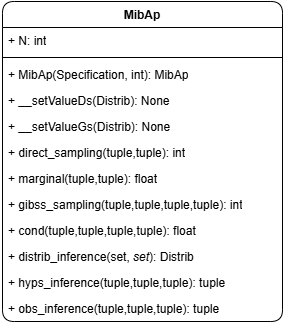 MibAp
+ N: int
+ MibAp(Specification, int): MibAp
+ __setValueDs(Distrib): None
+ __setValueGs(Distrib): None
+ direct_sampling(tuple,tuple): int
+ marginal(tuple,tuple): float
+ gibss_sampling(tuple,tuple,tuple,tuple): int
+ cond(tuple,tuple,tuple,tuple): float
+ distrib_inference(set, set): Distrib
+ hyps_inference(tuple,tuple,tuple): tuple
+ obs_inference(tuple,tuple,tuple): tuple